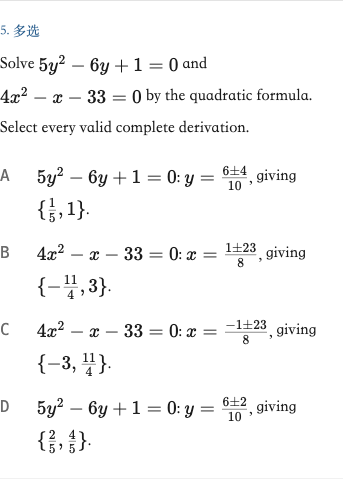 5. 多选
Solve 5y² − 6y + 1 = 0 and
4x² − x − 33 = 0 by the quadratic formula.
Select every valid complete derivation.
A 5y² − 6y + 1 = 0: y = (6±4)/10, giving
{1/5, 1}.
B 4x² − x − 33 = 0: x = (1±23)/8, giving
{−11/4, 3}.
C 4x² − x − 33 = 0: x = (−1±23)/8, giving
{−3, 11/4}.
D 5y² − 6y + 1 = 0: y = (6±2)/10, giving
{2/5, 4/5}.